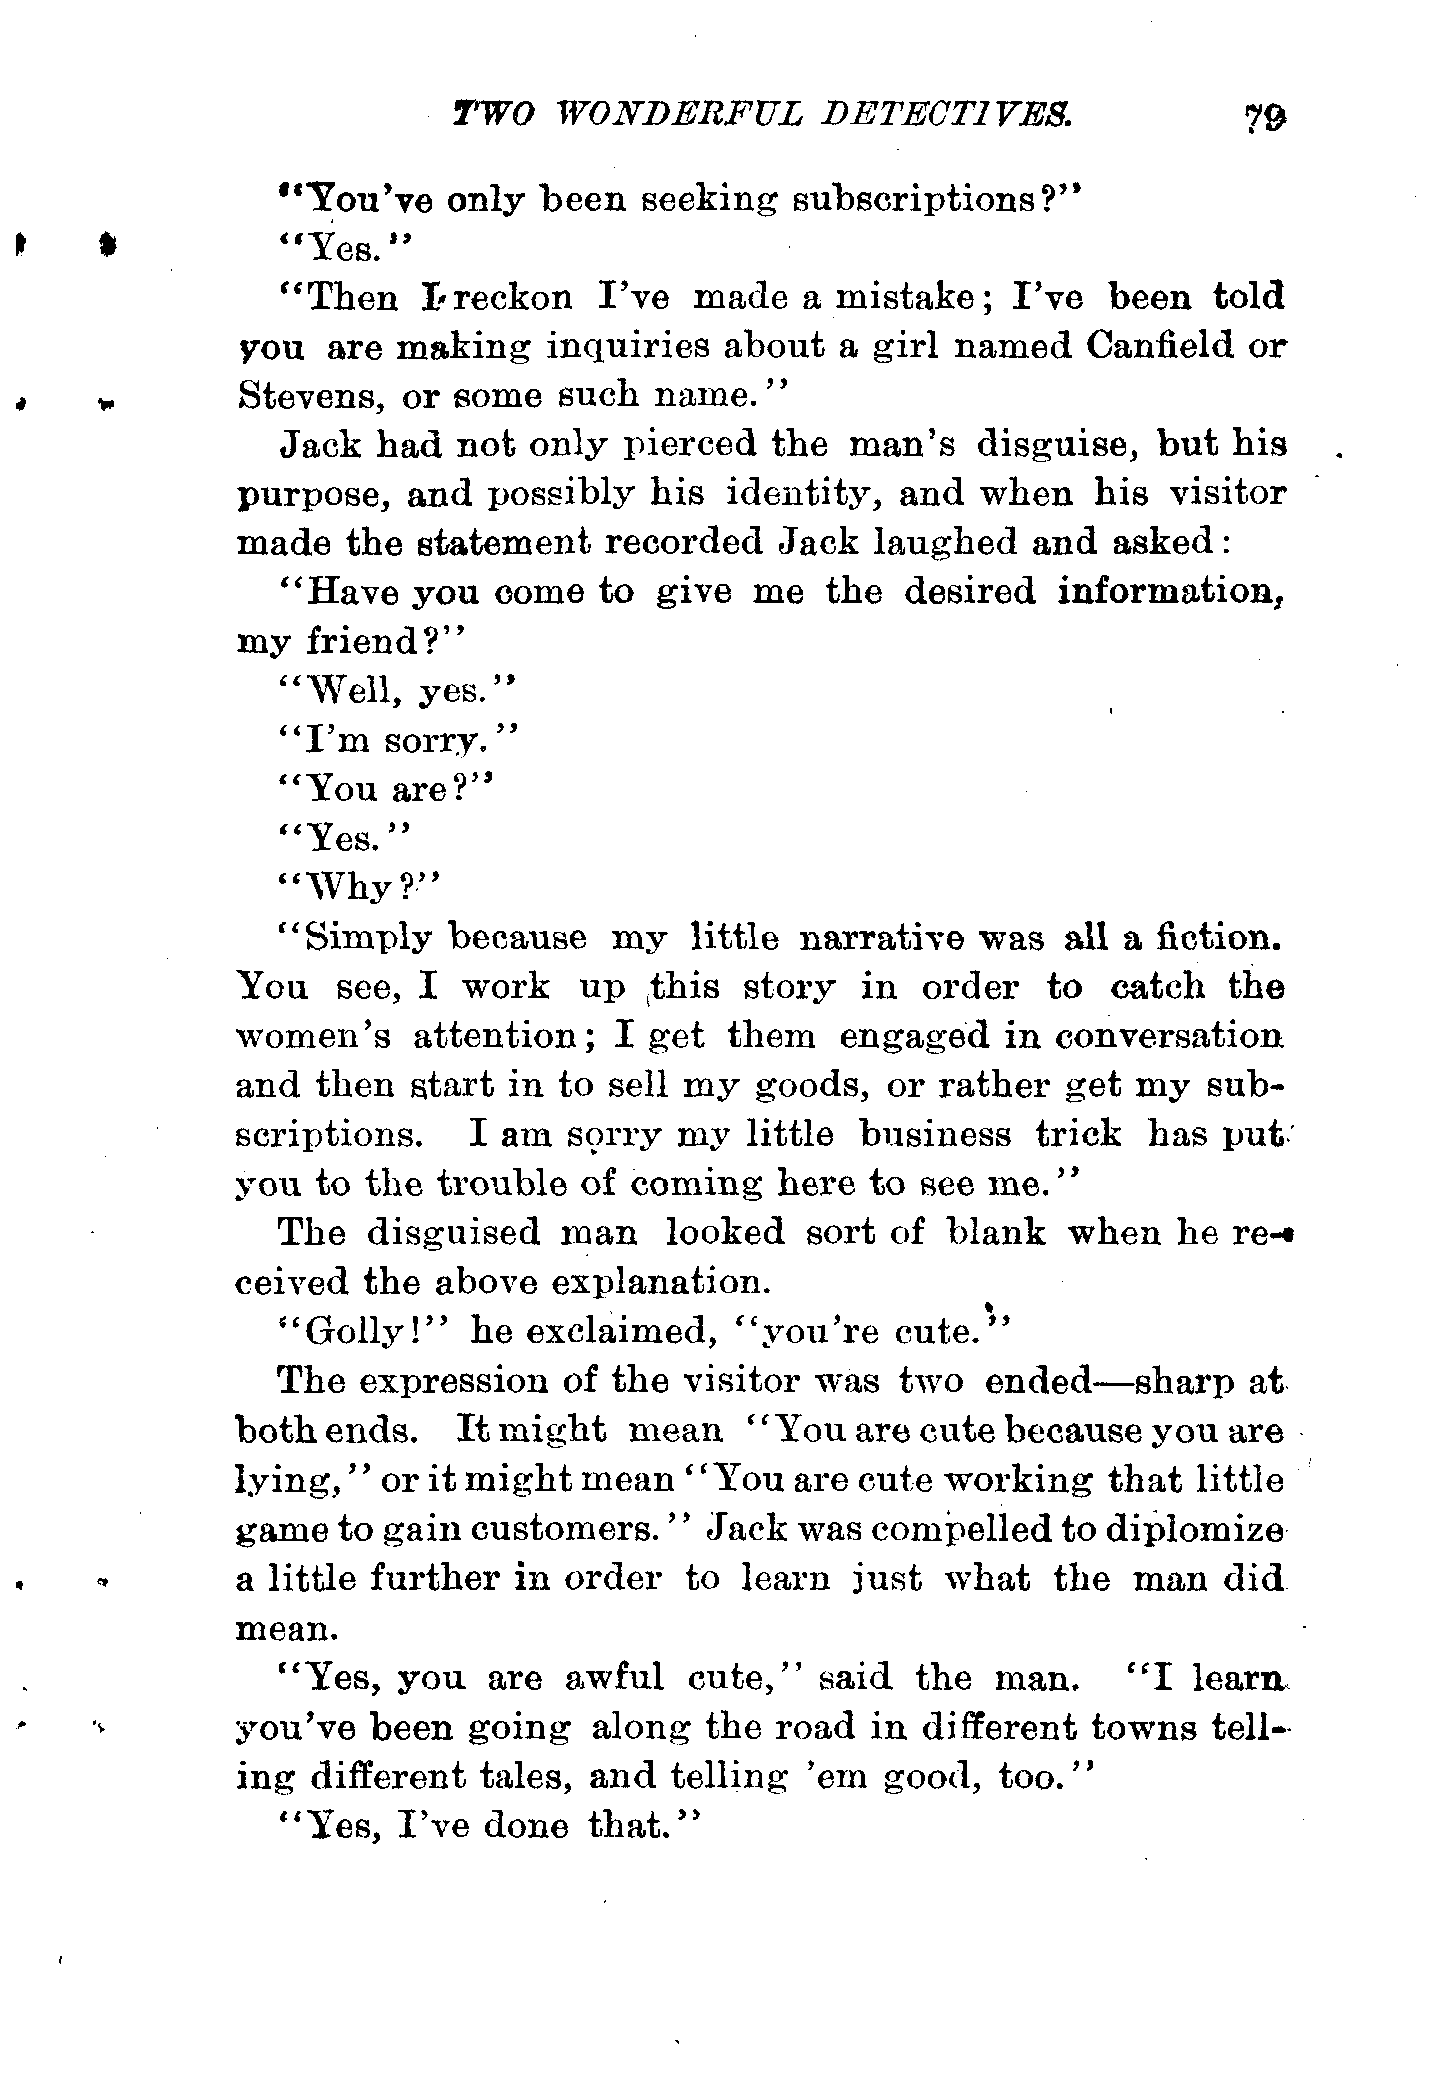 TWO WONDERFUL DETECTIVES. 79
"You've only been seeking subscriptions?"
"Yes."
"Then I reckon I've made a mistake; I've been told
you are making inquiries about a girl named Canfield or
Stevens, or some such name."
Jack had not only pierced the man's disguise, but his
purpose, and possibly his identity, and when his visitor
made the statement recorded Jack laughed and asked:
"Have you come to give me the desired information,
my friend?"
"Well, yes."
"I'm sorry."
"You are?"
"Yes."
"Why?"
"Simply because my little narrative was all a fiction.
You see, I work up this story in order to catch the
women's attention; I get them engaged in conversation
and then start in to sell my goods, or rather get my sub-
scriptions. I am sorry my little business trick has put
you to the trouble of coming here to see me."
The disguised man looked sort of blank when he re-
ceived the above explanation.
"Golly!" he exclaimed, "you're cute."
The expression of the visitor was two ended—sharp at
both ends. It might mean "You are cute because you are
lying," or it might mean "You are cute working that little
game to gain customers." Jack was compelled to diplomize
a little further in order to learn just what the man did
mean.
"Yes, you are awful cute," said the man. "I learn
you've been going along the road in different towns tell-
ing different tales, and telling 'em good, too."
"Yes, I've done that."